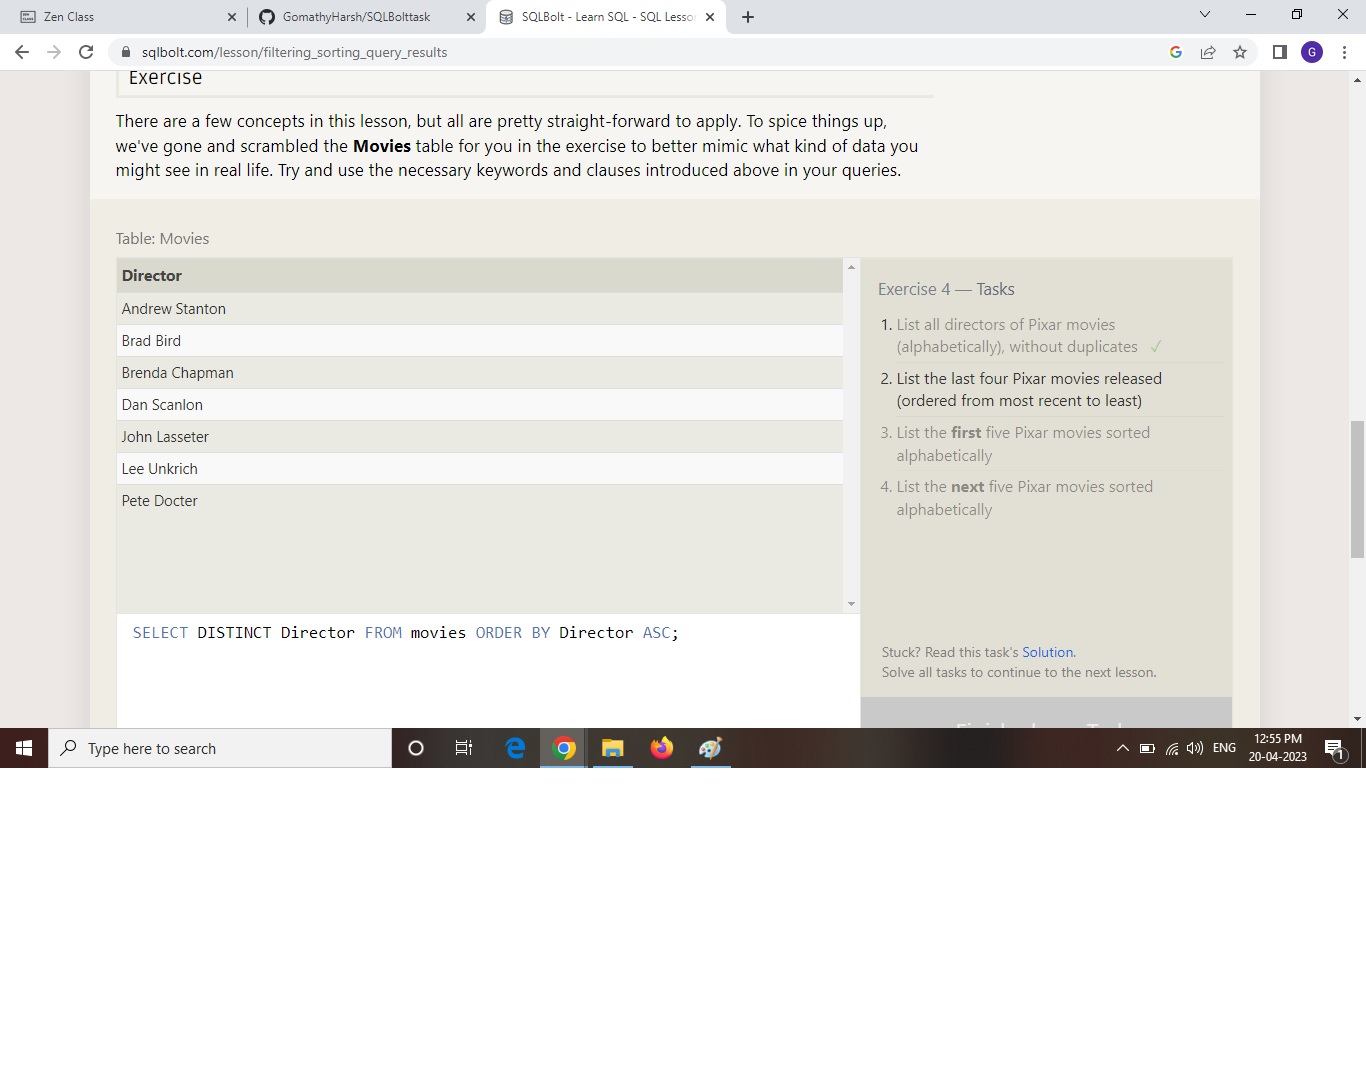 Zen Class
GomathyHarsh/SQLBolttask
SQLBolt - Learn SQL - SQL Lesso
sqlbolt.com/lesson/filtering_sorting_query_results
G
Exercise
There are a few concepts in this lesson, but all are pretty straight-forward to apply. To spice things up,
we've gone and scrambled the Movies table for you in the exercise to better mimic what kind of data you
might see in real life. Try and use the necessary keywords and clauses introduced above in your queries.
Table: Movies
Director
Andrew Stanton
Brad Bird
Brenda Chapman
Dan Scanlon
John Lasseter
Lee Unkrich
Pete Docter
SELECT DISTINCT Director FROM movies ORDER BY Director ASC;
Exercise 4 — Tasks
1. List all directors of Pixar movies
(alphabetically), without duplicates ✓
2. List the last four Pixar movies released
(ordered from most recent to least)
3. List the first five Pixar movies sorted
alphabetically
4. List the next five Pixar movies sorted
alphabetically
Stuck? Read this task's Solution.
Solve all tasks to continue to the next lesson.
Type here to search
ENG
12:55 PM
20-04-2023
1